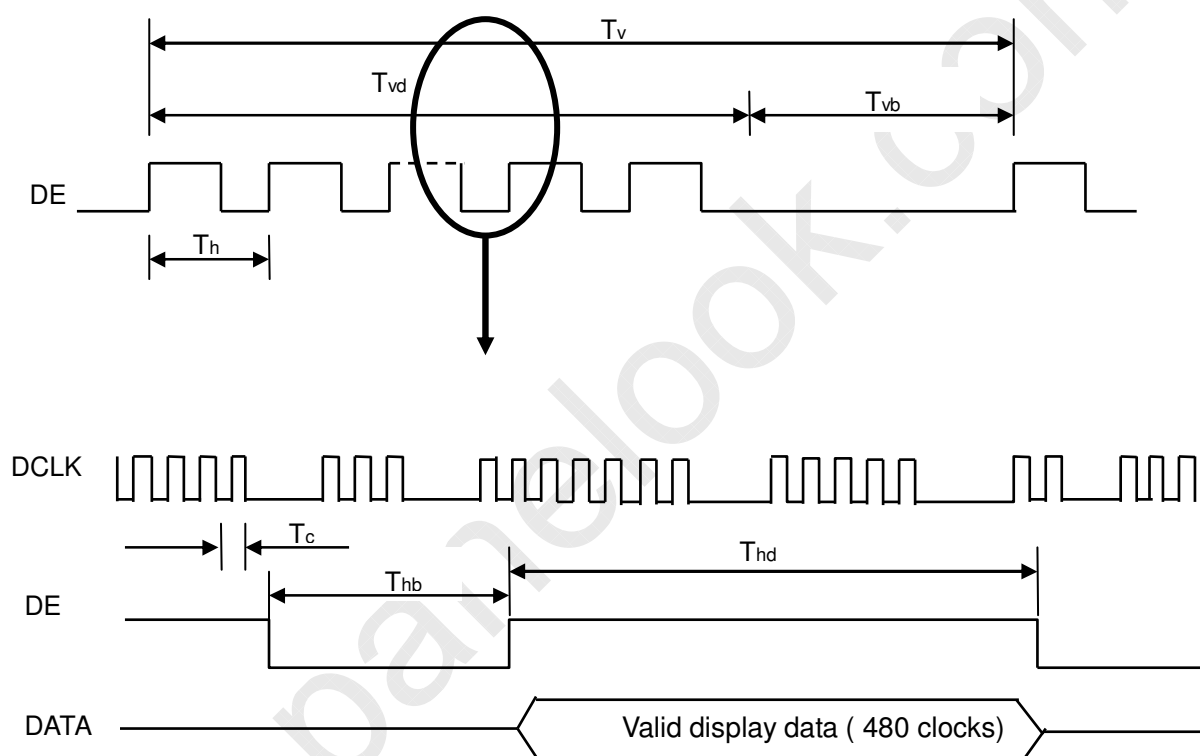 Tv
Tvd
Tvb
DE
Th
DCLK
Tc
Thd
Thb
DE
DATA
Valid display data ( 480 clocks)
panelook.com